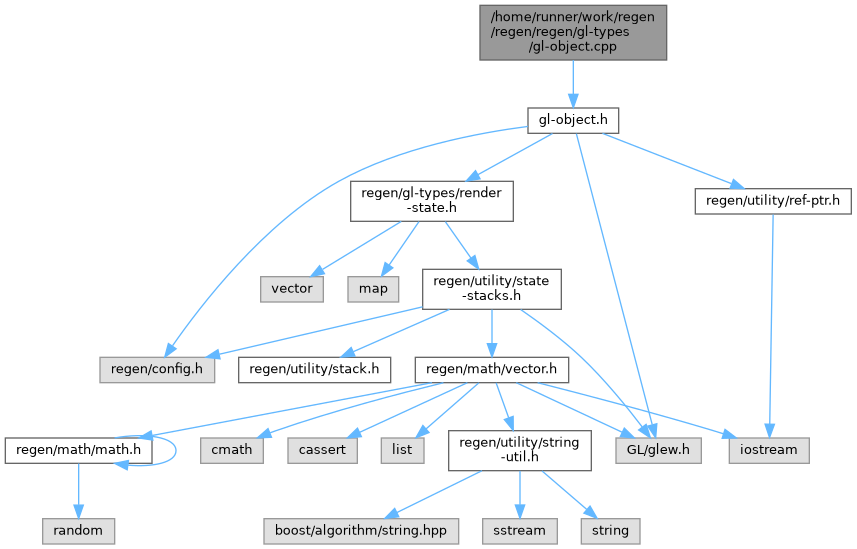 /home/runner/work/regen
/regen/regen/gl-types
/gl-object.cpp
gl-object.h
regen/gl-types/render
-state.h
regen/utility/ref-ptr.h
vector
map
regen/utility/state
-stacks.h
regen/config.h
regen/utility/stack.h
regen/math/vector.h
regen/math/math.h
cmath
cassert
list
regen/utility/string
-util.h
GL/glew.h
iostream
random
boost/algorithm/string.hpp
sstream
string